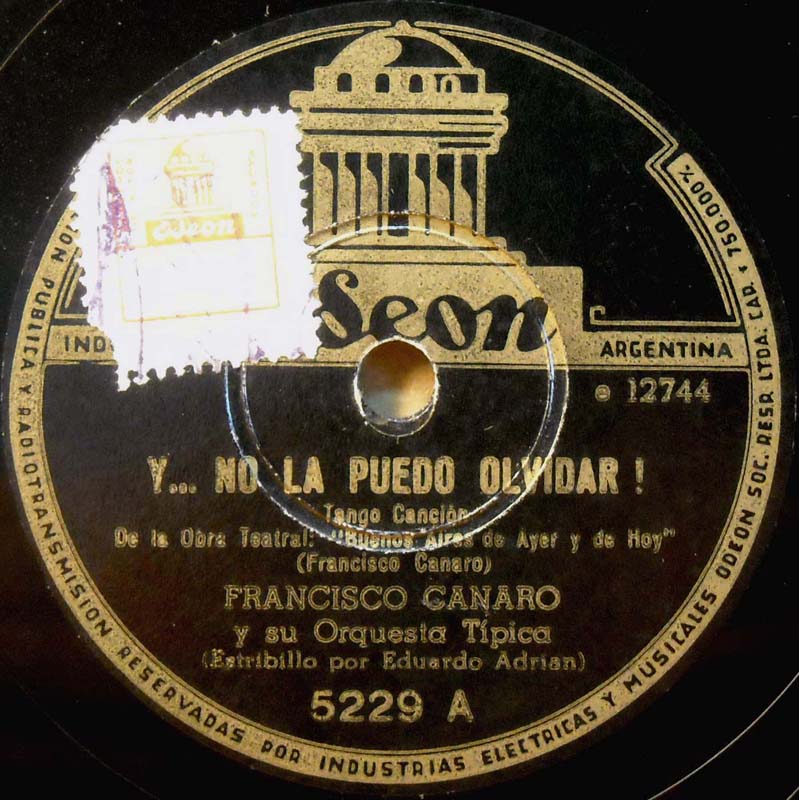 Odeon
Odeon
ARGENTINA
e 12744
Y... NO LA PUEDO OLVIDAR !
Tango Canción
De la Obra Teatral: "Buenos Aires de Ayer y de Hoy"
(Francisco Canaro)
FRANCISCO CANARO
y su Orquesta Típica
(Estribillo por Eduardo Adrian)
5229 A
PUBLICA Y RADIOTRANSMISION RESERVADAS POR INDUSTRIAS ELECTRICAS Y MUSICALES ODEON SOC. RESP. LTDA. CAP. $ 750.000 %